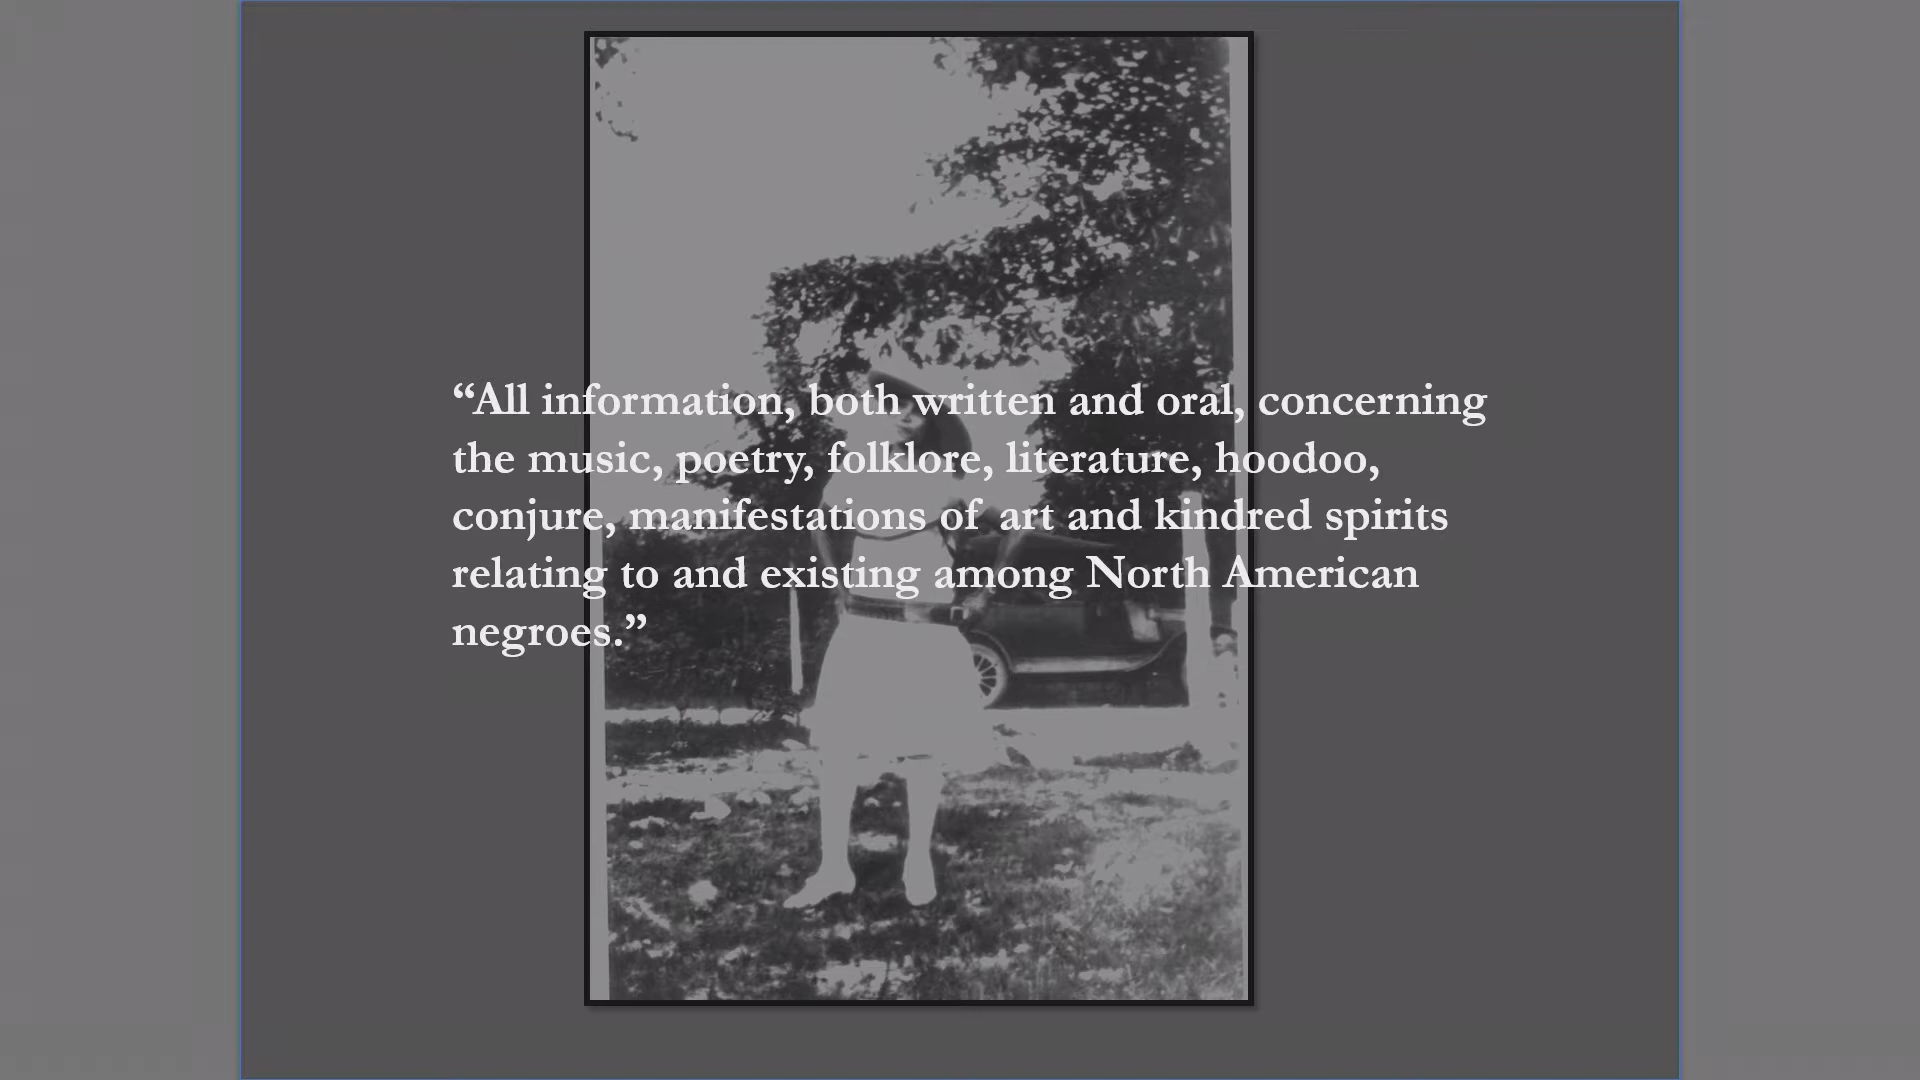 “All information, both written and oral, concerning
the music, poetry, folklore, literature, hoodoo,
conjure, manifestations of art and kindred spirits
relating to and existing among North American
negroes.”